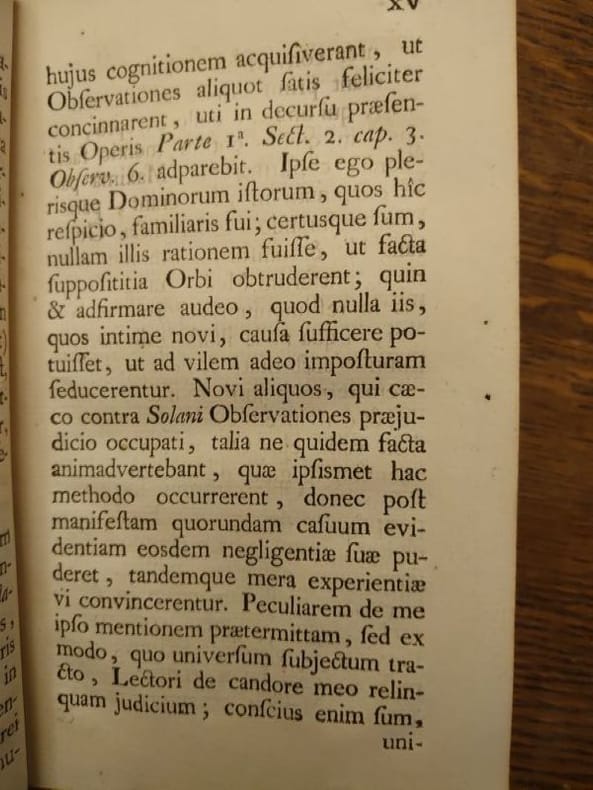 XV
hujus cognitionem acquiſiverant, ut
Obſervationes aliquot ſatis feliciter
concinnarent, uti in decurſu præſen-
tis Operis Parte 1ª. Sect. 2. cap. 3.
Obſerv. 6. adparebit. Ipſe ego ple-
risque Dominorum iſtorum, quos hîc
reſpicio, familiaris fui; certusque ſum,
nullam illis rationem fuiſſe, ut facta
ſuppoſititia Orbi obtruderent; quin
& adfirmare audeo, quod nulla iis,
quos intime novi, cauſa ſufficere po-
tuiſſet, ut ad vilem adeo impoſturam
ſeducerentur. Novi aliquos, qui cæ-
co contra Solani Obſervationes præju-
dicio occupati, talia ne quidem facta
animadvertebant, quæ ipſismet hac
methodo occurrerent, donec poſt
manifeſtam quorundam caſuum evi-
dentiam eosdem negligentiæ ſuæ pu-
deret, tandemque mera experientiæ
vi convincerentur. Peculiarem de me
ipſo mentionem prætermittam, ſed ex
modo, quo univerſum ſubjectum tra-
cto, Lectori de candore meo relin-
quam judicium; conſcius enim ſum,
uni-